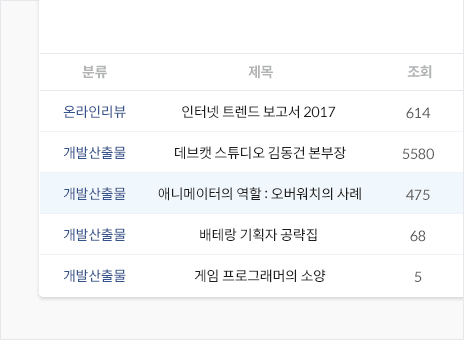 분류 제목 조회
온라인리뷰 인터넷 트렌드 보고서 2017 614
개발산출물 데브캣 스튜디오 김동건 본부장 5580
개발산출물 애니메이터의 역할 : 오버워치의 사례 475
개발산출물 배테랑 기획자 공략집 68
개발산출물 게임 프로그래머의 소양 5